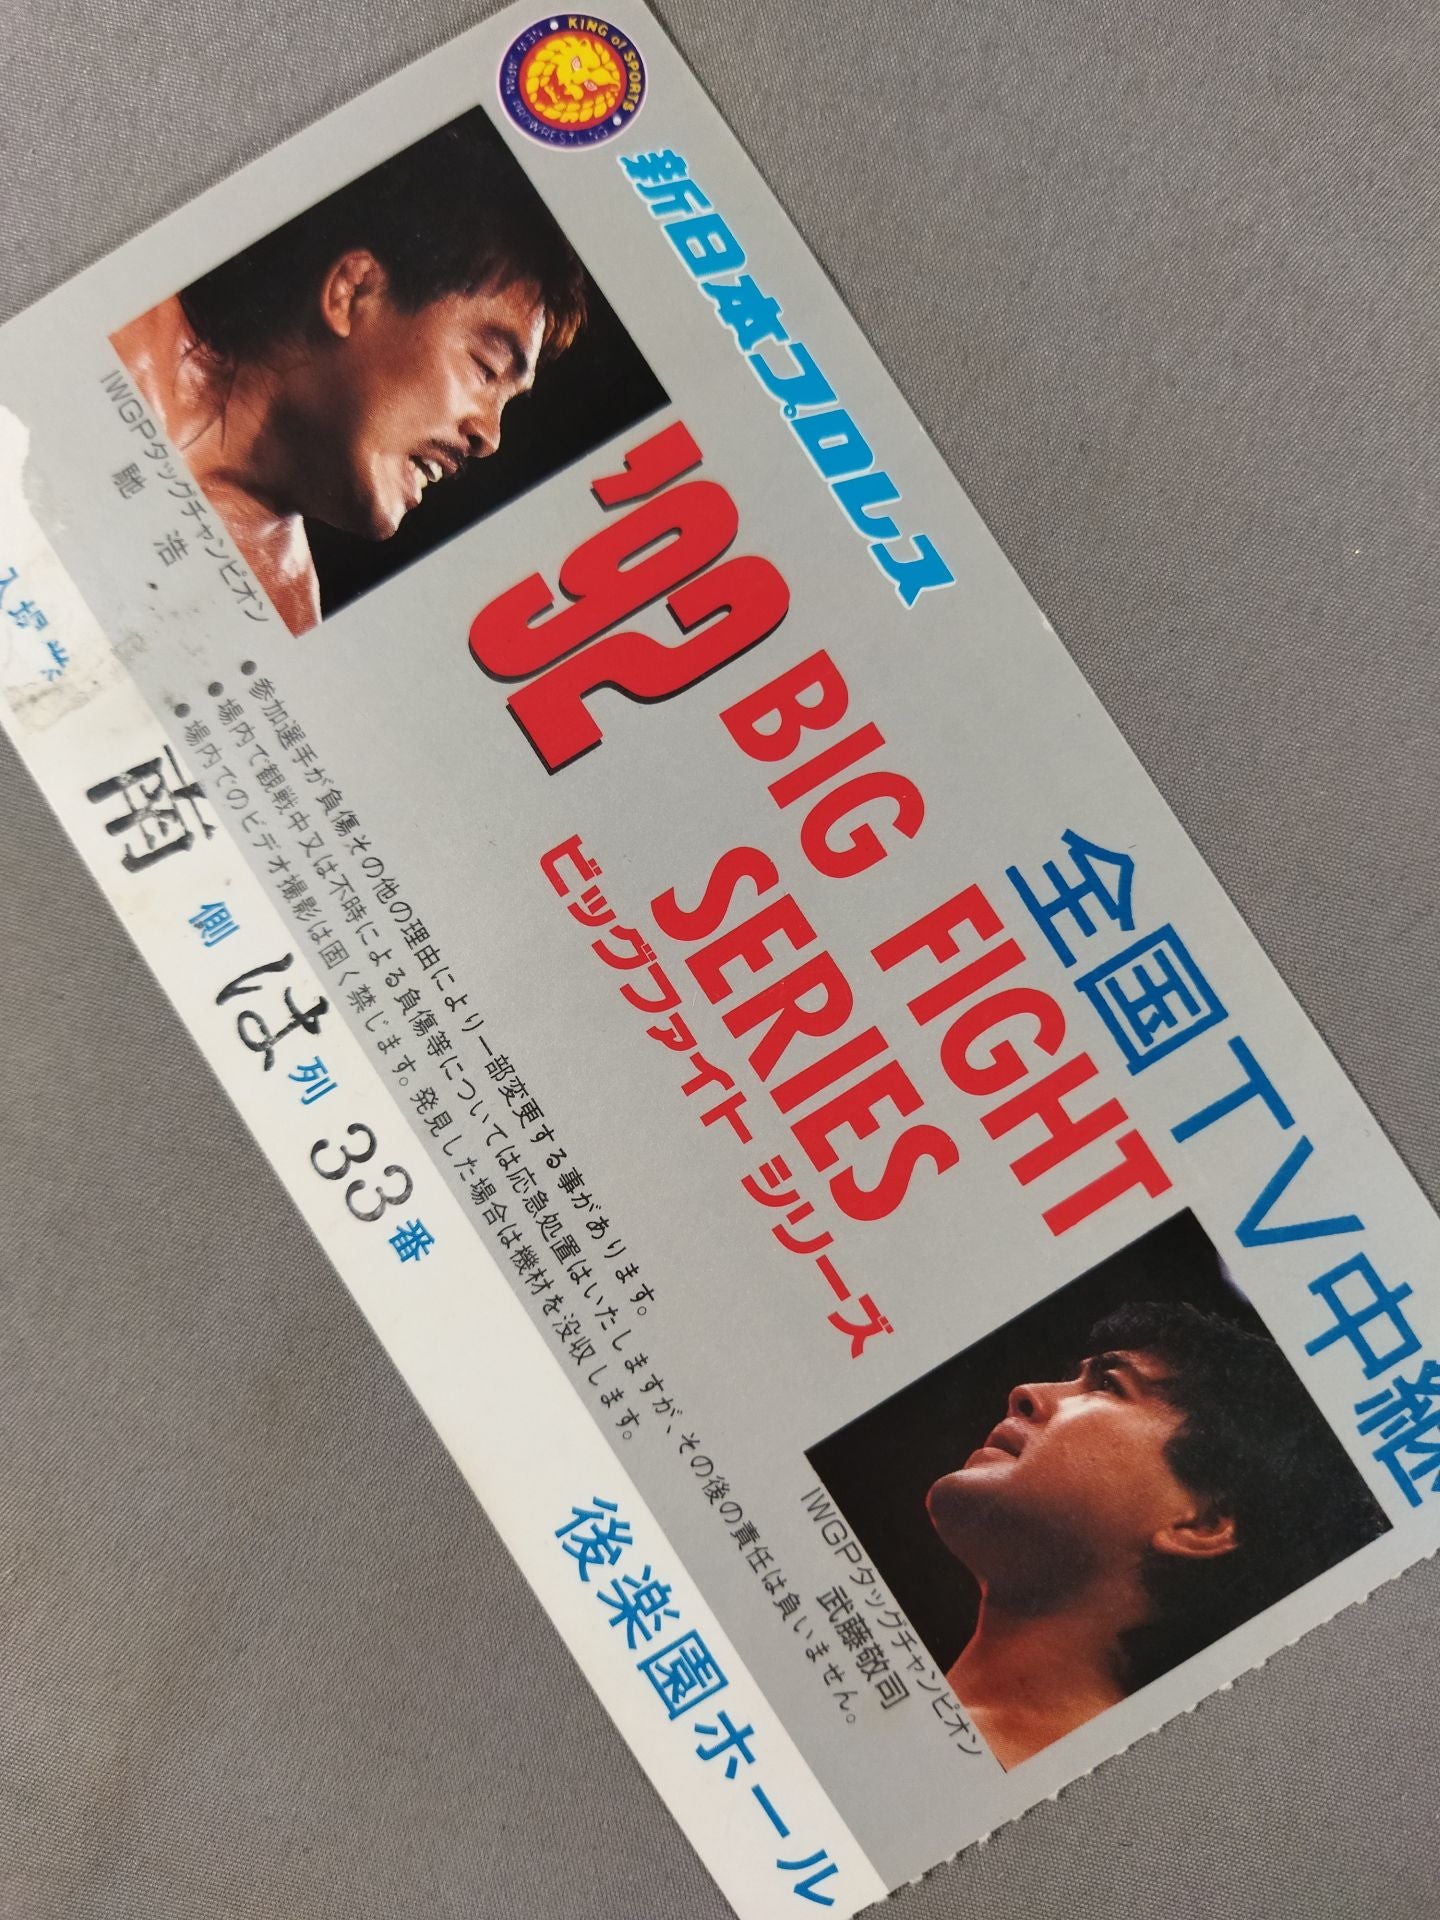 KING of SPORTS
NEW JAPAN PROWRESTLING
新日本プロレス
全国TV中継
'92 BIG FIGHT
SERIES
ビッグファイトシリーズ
IWGPタッグチャンピオン
馳 浩
IWGPタッグチャンピオン
武藤敬司
●参加選手が負傷その他の理由により一部変更する事があります。
●場内で観戦中又は不時による負傷等については応急処置はいたしますが、その後の責任は負いません。
●場内でのビデオ撮影は固く禁じます。発見した場合は機材を没収します。
南側 は列 33番
後楽園ホール